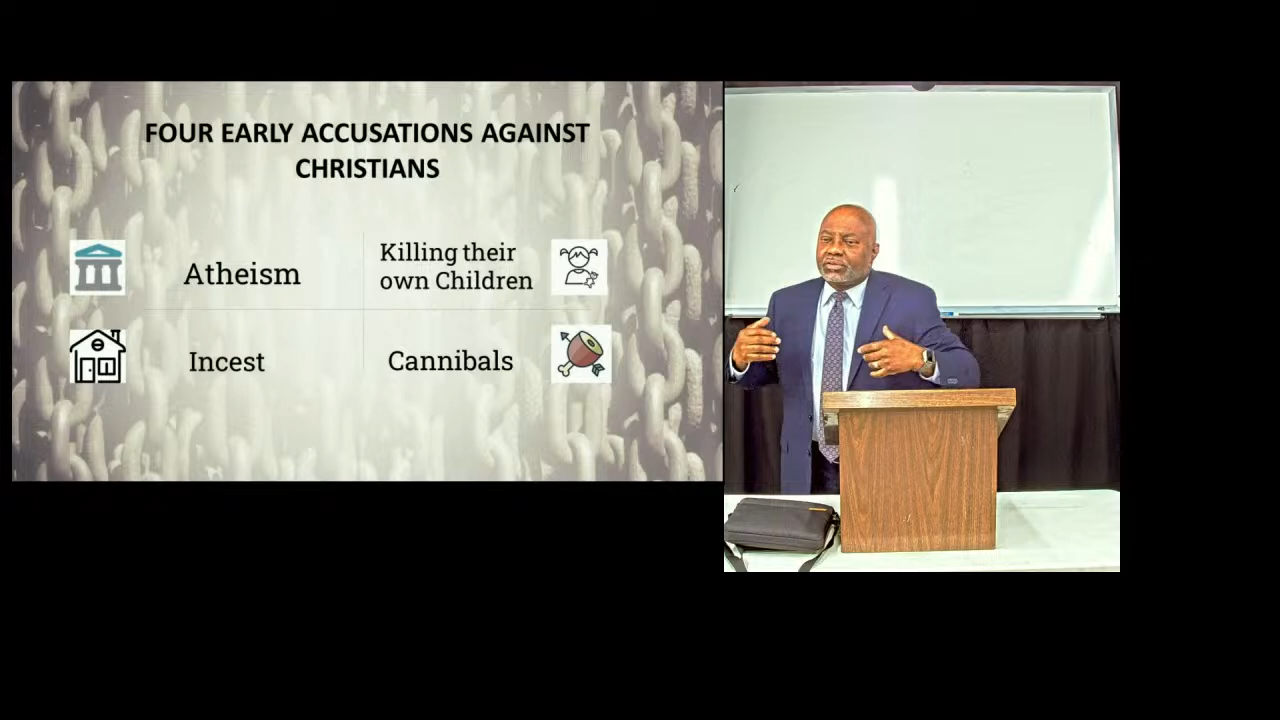 FOUR EARLY ACCUSATIONS AGAINST
CHRISTIANS
Atheism
Killing their
own Children
Incest
Cannibals